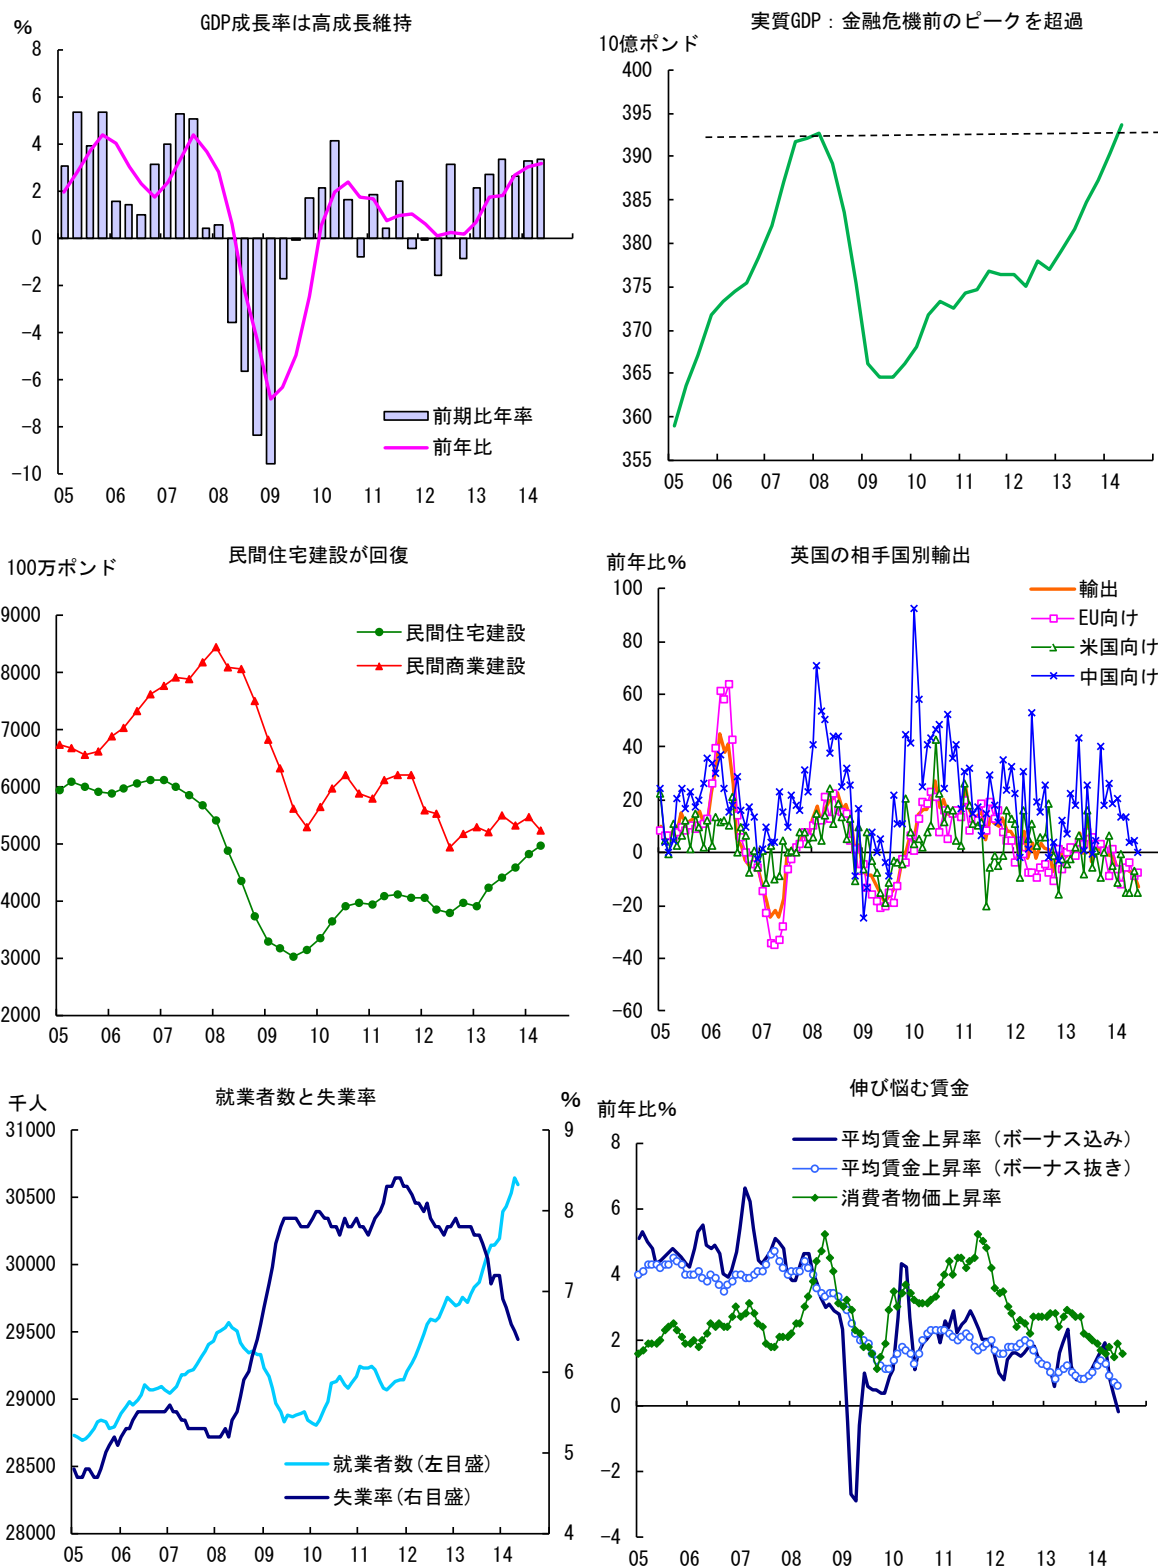 GDP成長率は高成長維持
%
8
6
4
2
0
-2
-4
-6
-8
-10
前期比年率
前年比
05 06 07 08 09 10 11 12 13 14
実質GDP：金融危機前のピークを超過
10億ポンド
400
395
390
385
380
375
370
365
360
355
05 06 07 08 09 10 11 12 13 14
民間住宅建設が回復
100万ポンド
9000
8000
7000
6000
5000
4000
3000
2000
民間住宅建設
民間商業建設
05 06 07 08 09 10 11 12 13 14
英国の相手国別輸出
前年比%
100
80
60
40
20
0
-20
-40
-60
輸出
EU向け
米国向け
中国向け
05 06 07 08 09 10 11 12 13 14
就業者数と失業率
千人
%
31000
30500
30000
29500
29000
28500
28000
9
8
7
6
5
4
就業者数(左目盛)
失業率(右目盛)
05 06 07 08 09 10 11 12 13 14
伸び悩む賃金
前年比%
8
6
4
2
0
-2
-4
平均賃金上昇率（ボーナス込み）
平均賃金上昇率（ボーナス抜き）
消費者物価上昇率
05 06 07 08 09 10 11 12 13 14